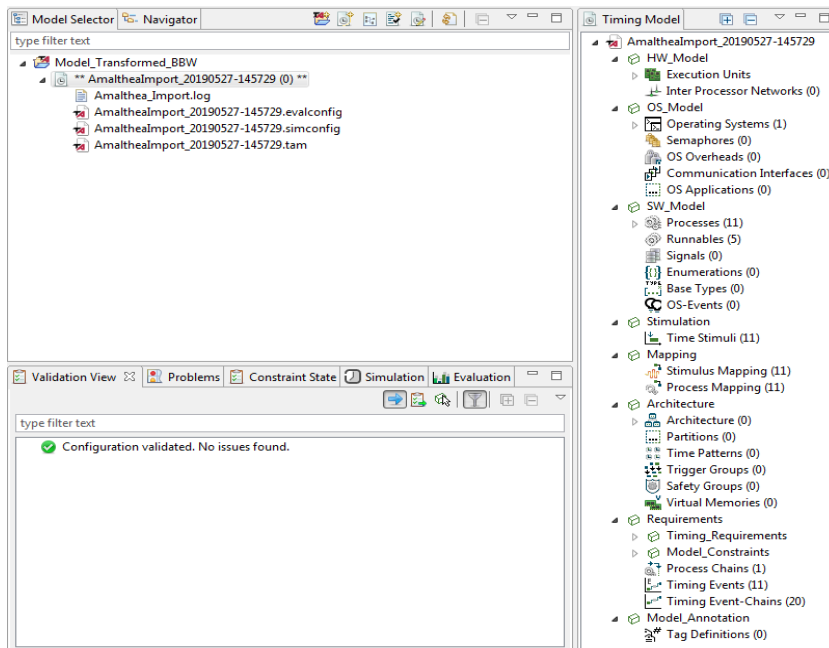 Model Selector Navigator
type filter text
Model_Transformed_BBW
** AmaltheaImport_20190527-145729 (0) **
Amalthea_Import.log
AmaltheaImport_20190527-145729.evalconfig
AmaltheaImport_20190527-145729.simconfig
AmaltheaImport_20190527-145729.tam
Validation View Problems Constraint State Simulation Evaluation
type filter text
Configuration validated. No issues found.
Timing Model
AmaltheaImport_20190527-145729
HW_Model
Execution Units
Inter Processor Networks (0)
OS_Model
Operating Systems (1)
Semaphores (0)
OS Overheads (0)
Communication Interfaces (0)
OS Applications (0)
SW_Model
Processes (11)
Runnables (5)
Signals (0)
Enumerations (0)
Base Types (0)
OS-Events (0)
Stimulation
Time Stimuli (11)
Mapping
Stimulus Mapping (11)
Process Mapping (11)
Architecture
Architecture (0)
Partitions (0)
Time Patterns (0)
Trigger Groups (0)
Safety Groups (0)
Virtual Memories (0)
Requirements
Timing_Requirements
Model_Constraints
Process Chains (1)
Timing Events (11)
Timing Event-Chains (20)
Model_Annotation
Tag Definitions (0)